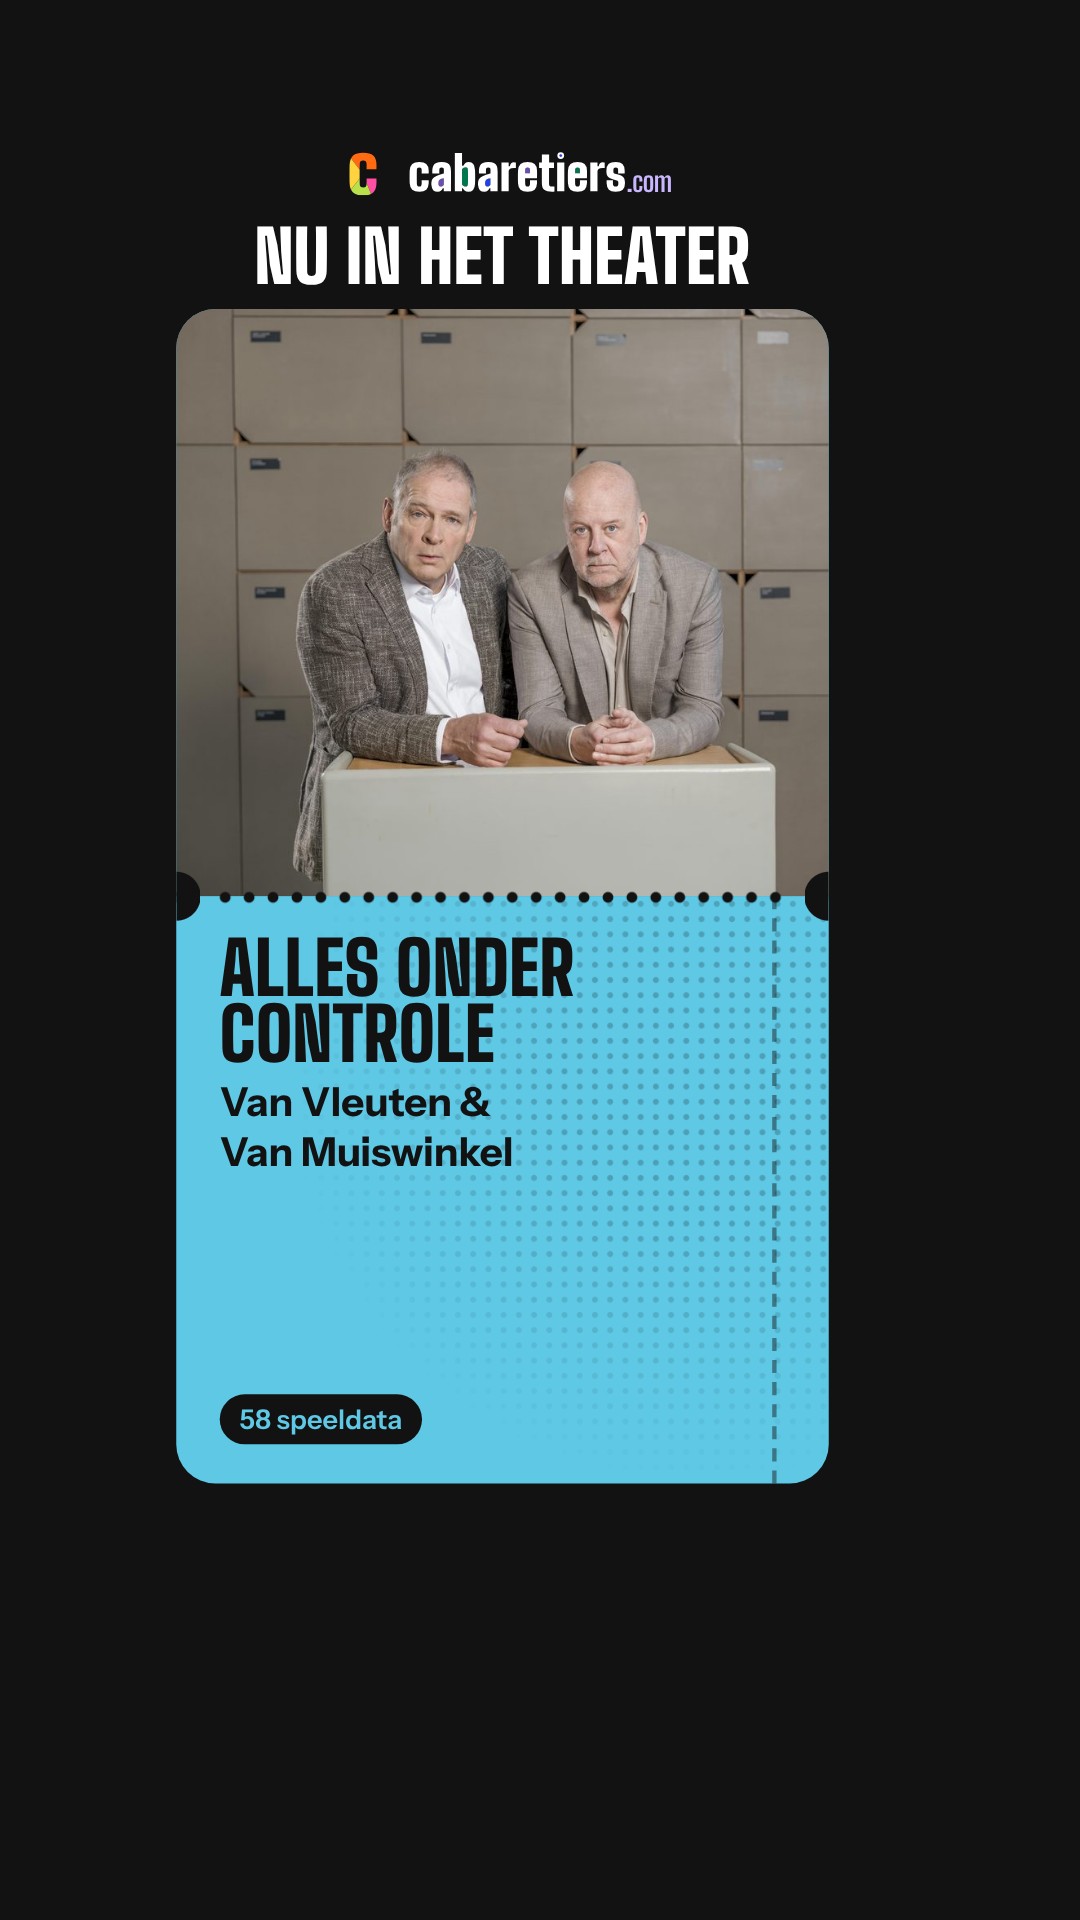 C cabaretiers.com
NU IN HET THEATER
ALLES ONDER
CONTROLE
Van Vleuten &
Van Muiswinkel
58 speeldata